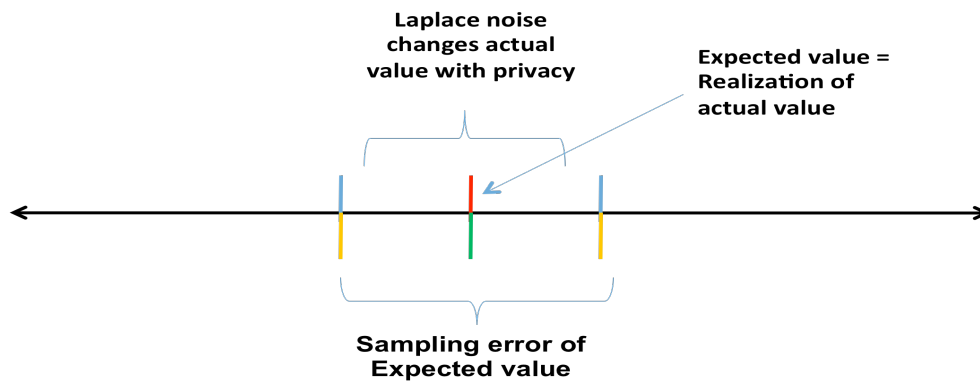 Laplace noise
changes actual
value with privacy
Expected value =
Realization of
actual value
Sampling error of
Expected value